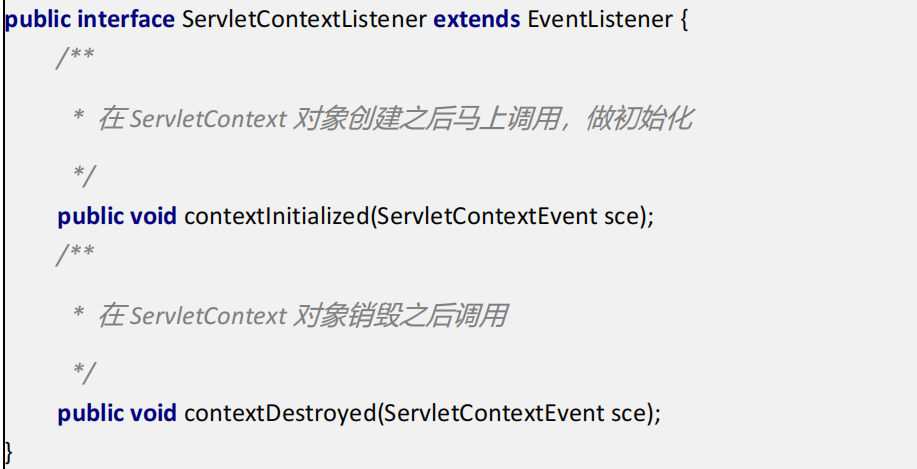 public interface ServletContextListener extends EventListener {
/**
* 在 ServletContext 对象创建之后马上调用，做初始化
*/
public void contextInitialized(ServletContextEvent sce);
/**
* 在 ServletContext 对象销毁之后调用
*/
public void contextDestroyed(ServletContextEvent sce);
}